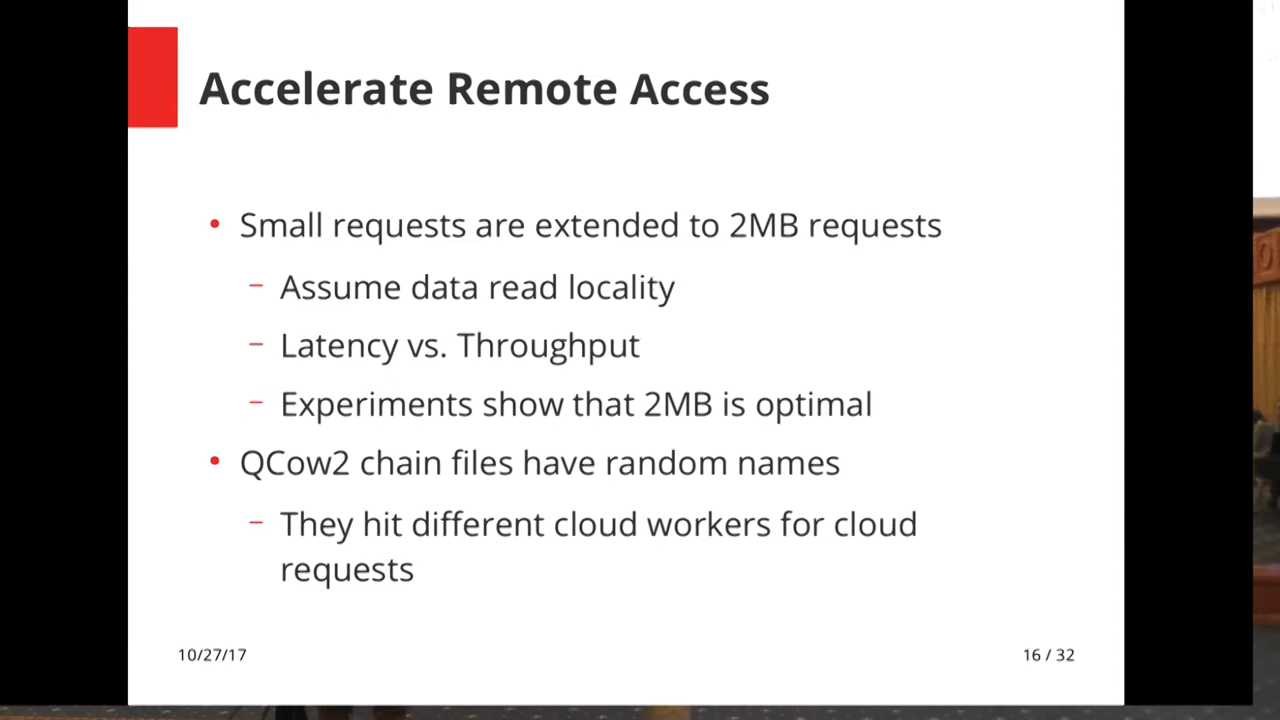 Accelerate Remote Access
• Small requests are extended to 2MB requests
– Assume data read locality
– Latency vs. Throughput
– Experiments show that 2MB is optimal
• QCow2 chain files have random names
– They hit different cloud workers for cloud
requests
10/27/17
16 / 32